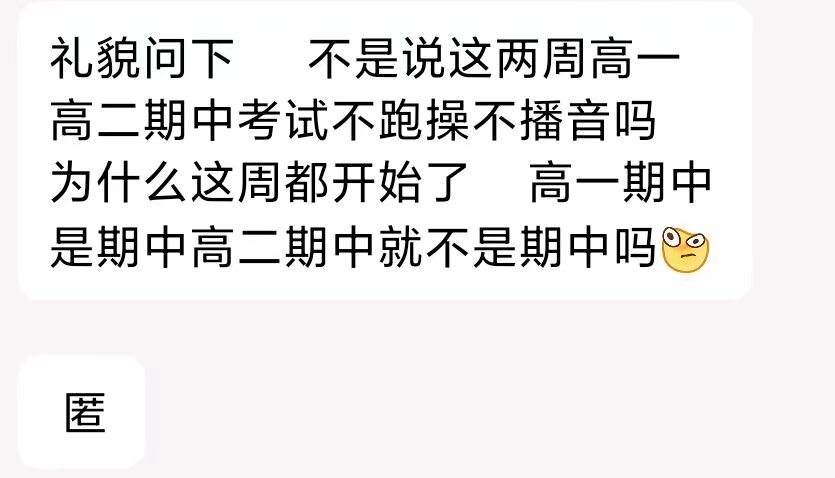 礼貌问下　不是说这两周高一
高二期中考试不跑操不播音吗
为什么这周都开始了　高一期中
是期中高二期中就不是期中吗
匿